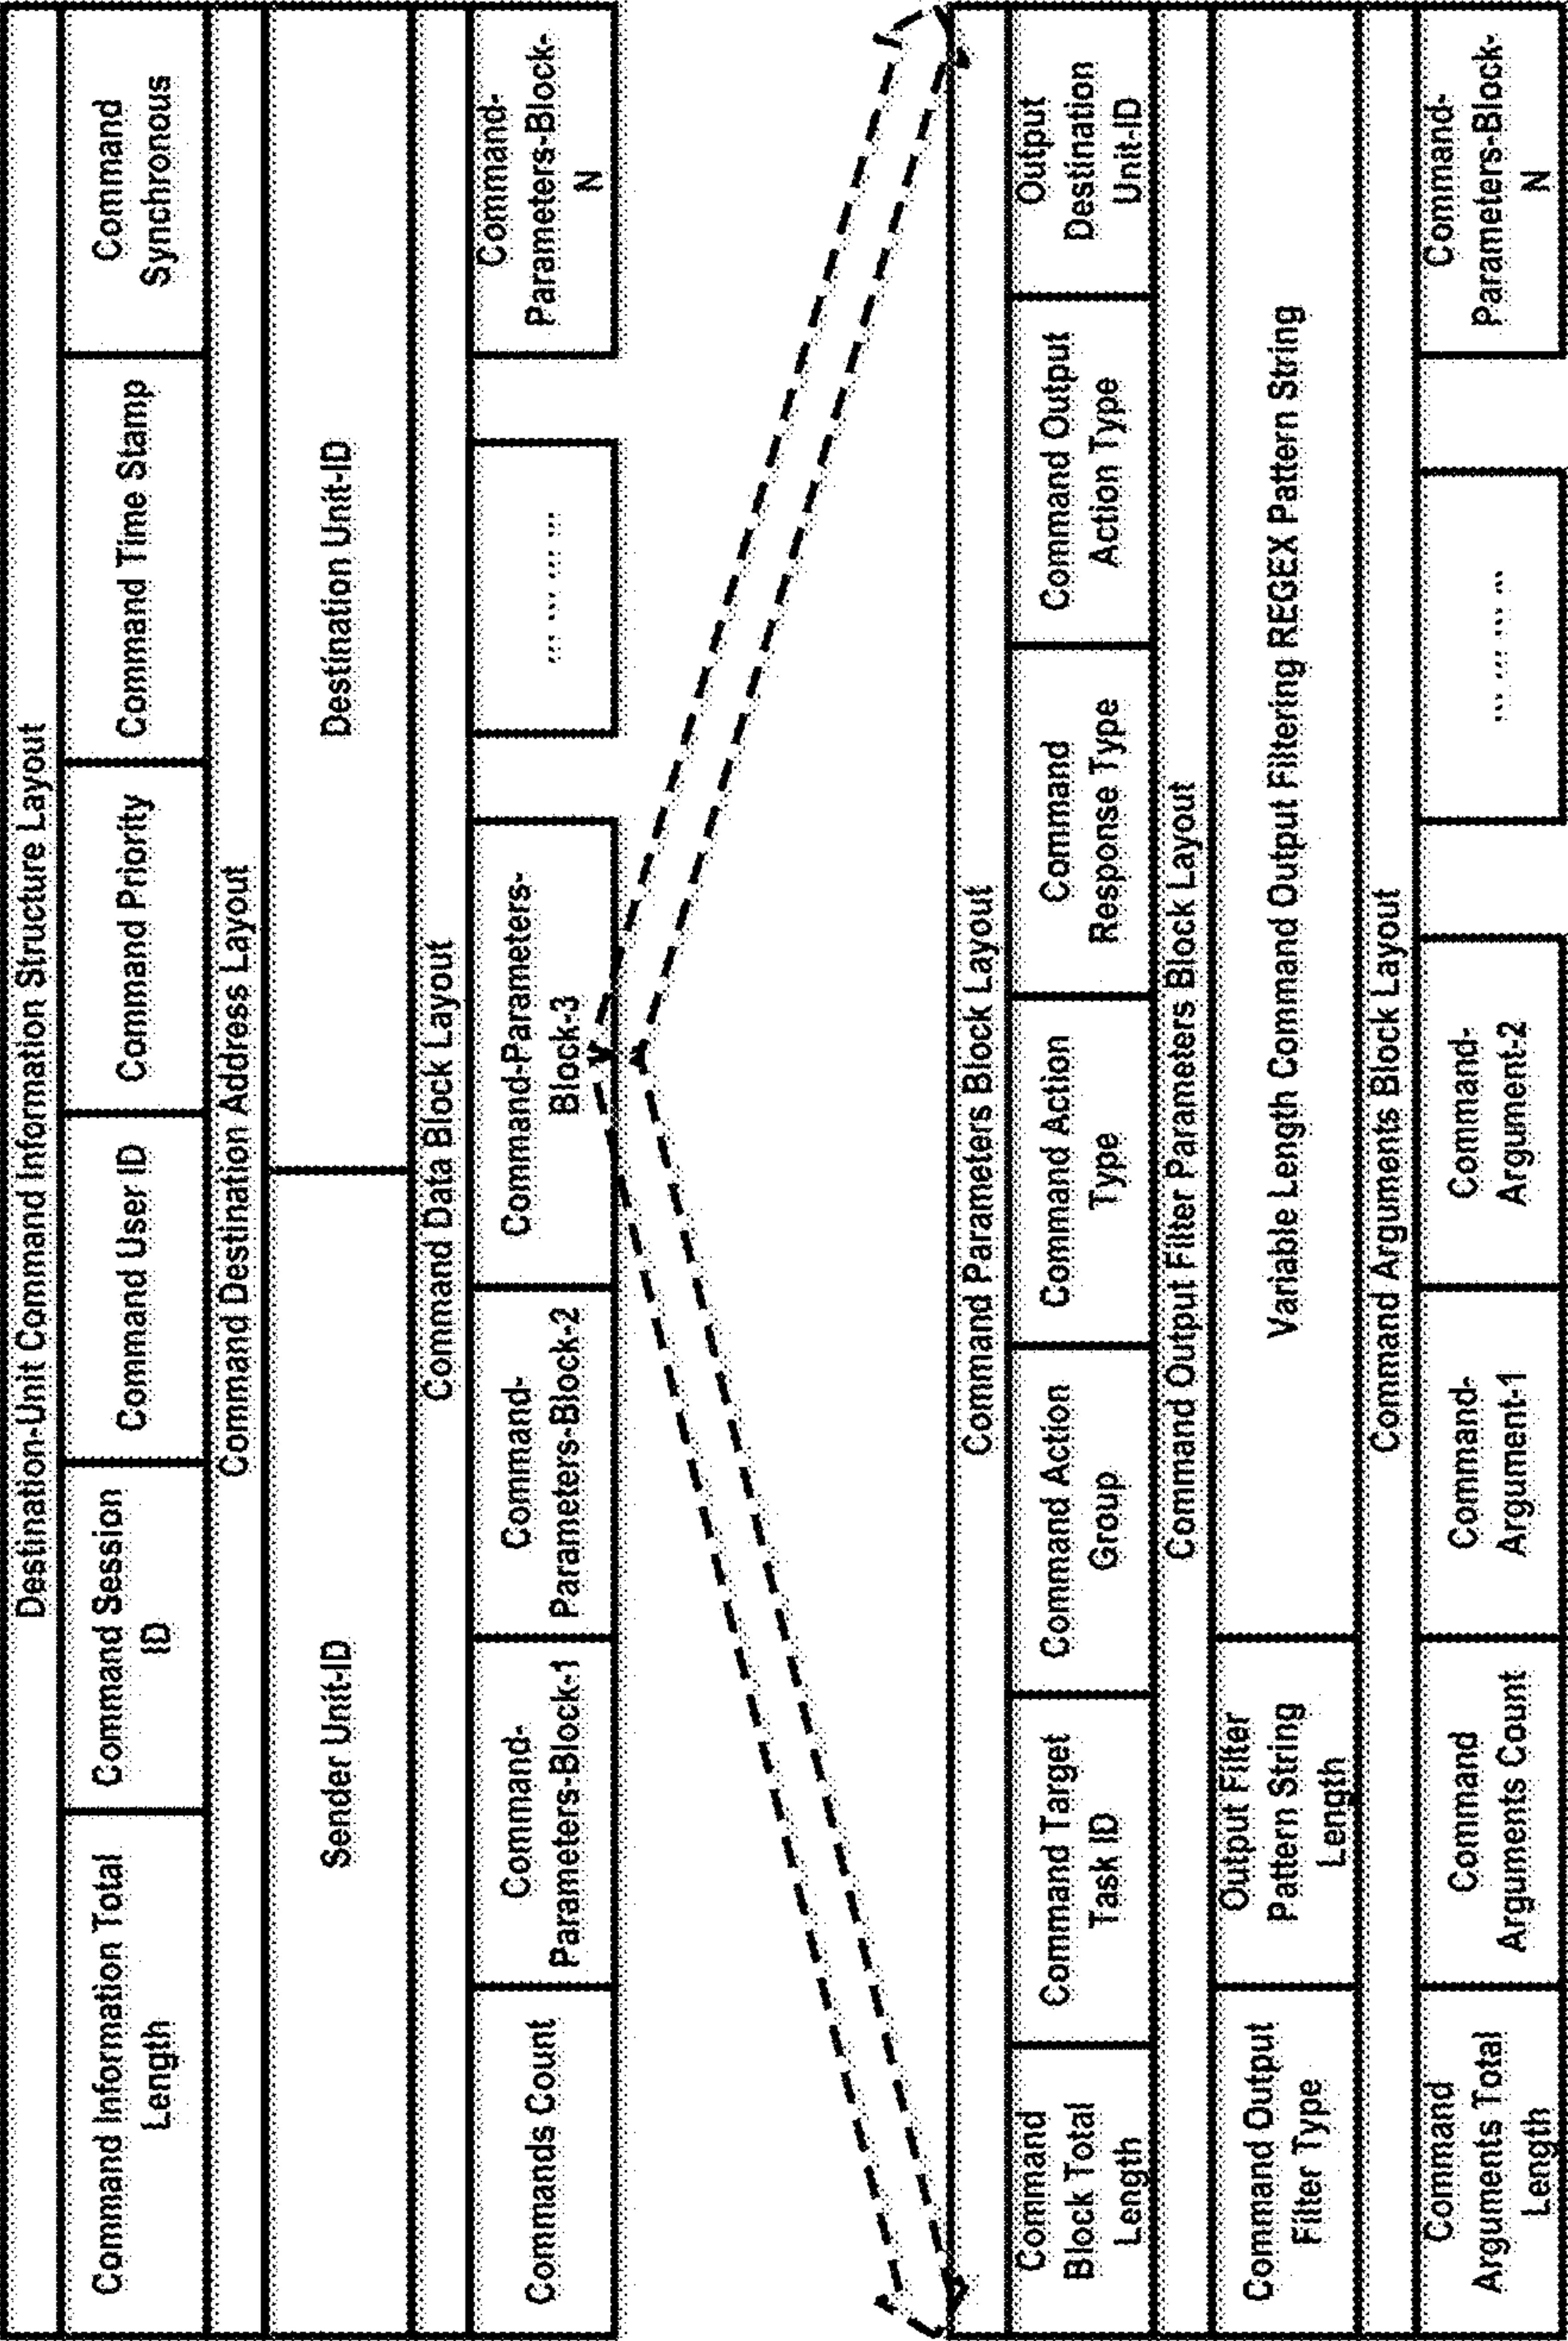 Destination-Unit Command Information Structure Layout
Command Information Total
Length
Command Session
ID
Command User ID
Command Priority
Command Time Stamp
Command
Synchronous
Command Destination Address Layout
Sender Unit-ID
Destination Unit-ID
Command Data Block Layout
Commands Count
Command-
Parameters-Block-1
Command-
Parameters-Block-2
Command-Parameters-
Block-3
... ... ... ...
Command-
Parameters-Block-
N
Command Parameters Block Layout
Command
Block Total
Length
Command Target
Task ID
Command Action
Group
Command Action
Type
Command
Response Type
Command Output
Action Type
Output
Destination
Unit-ID
Command Output Filter Parameters Block Layout
Command Output
Filter Type
Output Filter
Pattern String
Length
Variable Length Command Output Filtering REGEX Pattern String
Command Arguments Block Layout
Command
Arguments Total
Length
Command
Arguments Count
Command-
Argument-1
Command-
Argument-2
... ... ... ...
Command-
Parameters-Block-
N